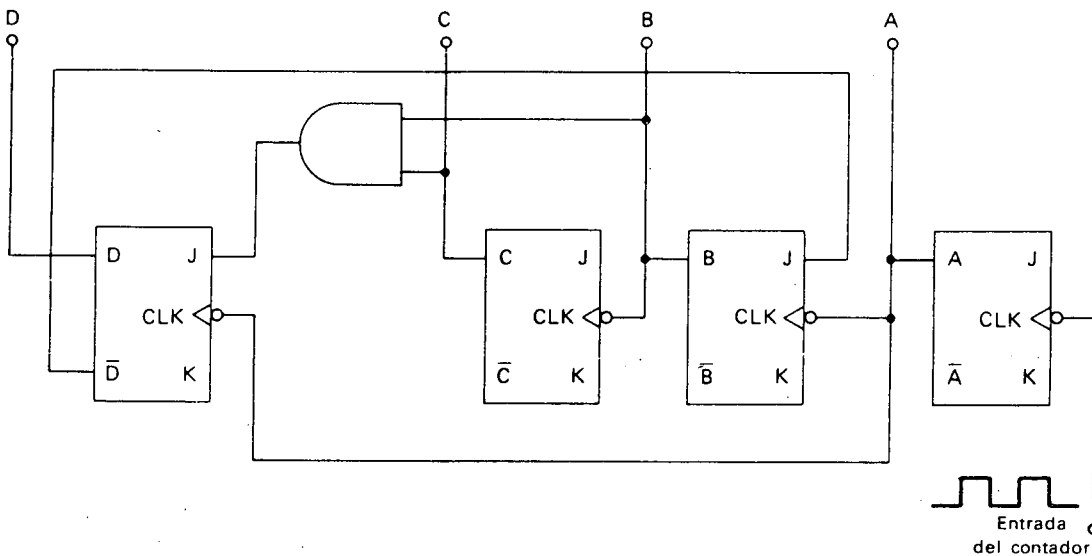 D C B A
D J C J B J A J
CLK CLK CLK CLK
D̅ K C̅ K B̅ K A̅ K
Entrada
del contador